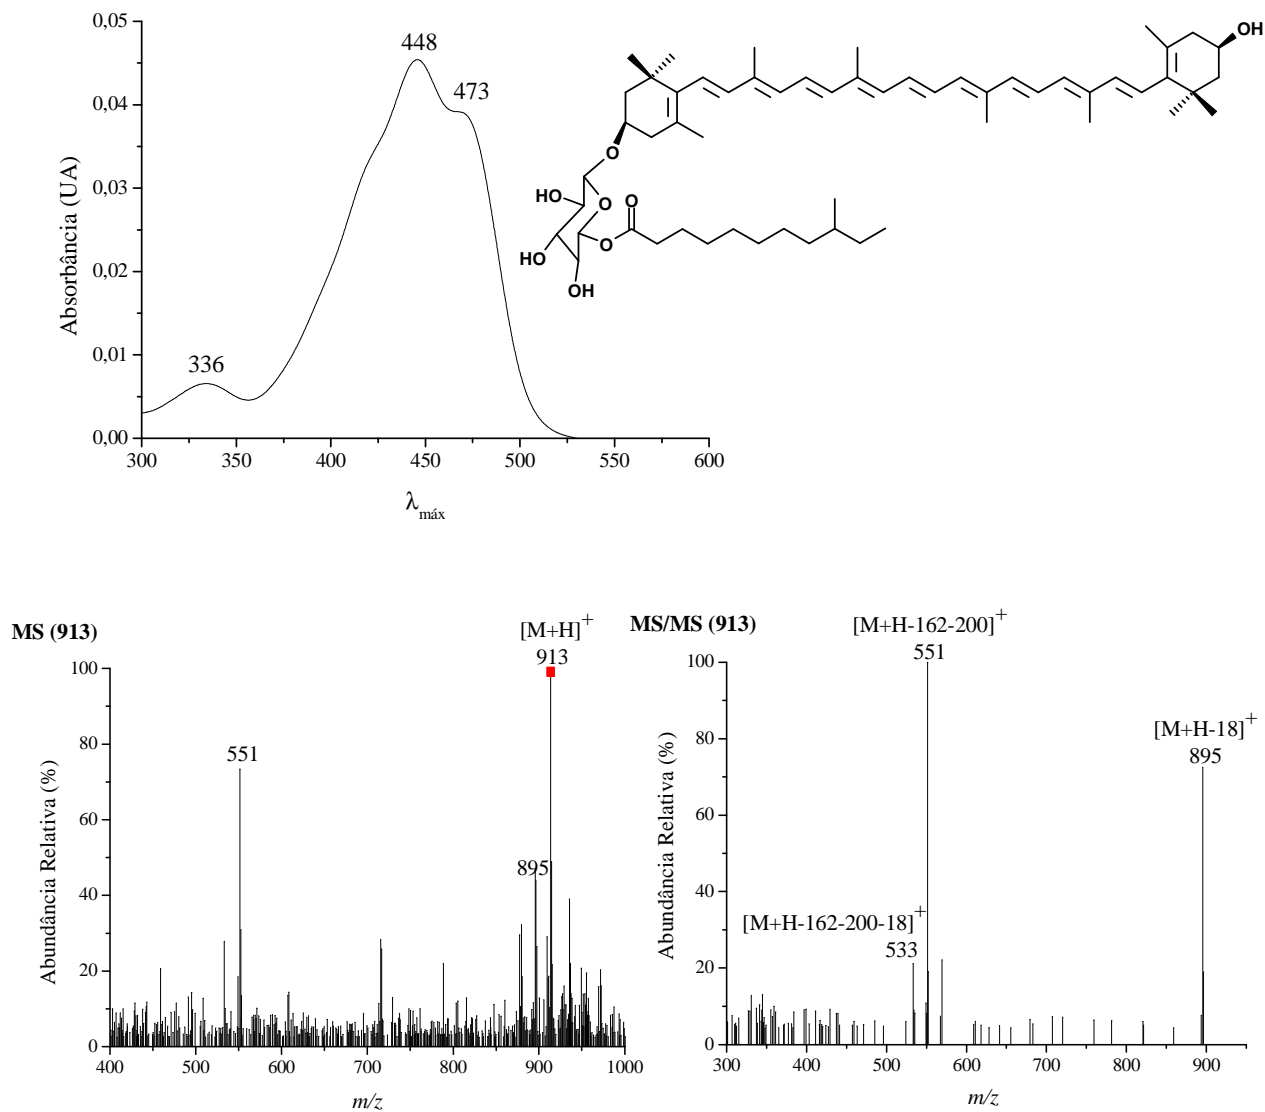 0,05
0,04
0,03
0,02
0,01
0,00
Absorbância (UA)
448
473
336
300 350 400 450 500 550 600
λmáx
OH
O
HO
O
O
O
HO
OH
MS (913)
[M+H]+
913
551
895
100
80
60
40
20
0
Abundância Relativa (%)
400 500 600 700 800 900 1000
m/z
MS/MS (913)
[M+H-162-200]+
551
[M+H-18]+
895
[M+H-162-200-18]+
533
100
80
60
40
20
0
Abundância Relativa (%)
300 400 500 600 700 800 900
m/z